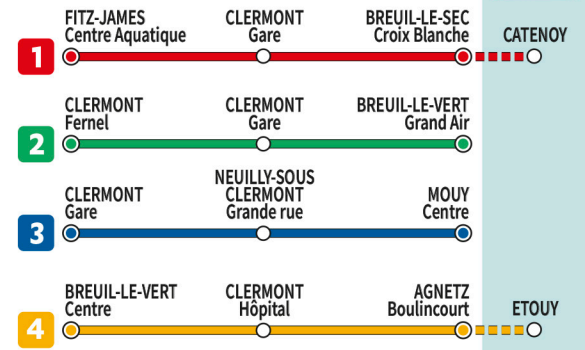 FITZ-JAMES
Centre Aquatique
CLERMONT
Gare
BREUIL-LE-SEC
Croix Blanche
CATENOY
1
CLERMONT
Fernel
CLERMONT
Gare
BREUIL-LE-VERT
Grand Air
2
CLERMONT
Gare
NEUILLY-SOUS
CLERMONT
Grande rue
MOUY
Centre
3
BREUIL-LE-VERT
Centre
CLERMONT
Hôpital
AGNETZ
Boulincourt
ETOUY
4